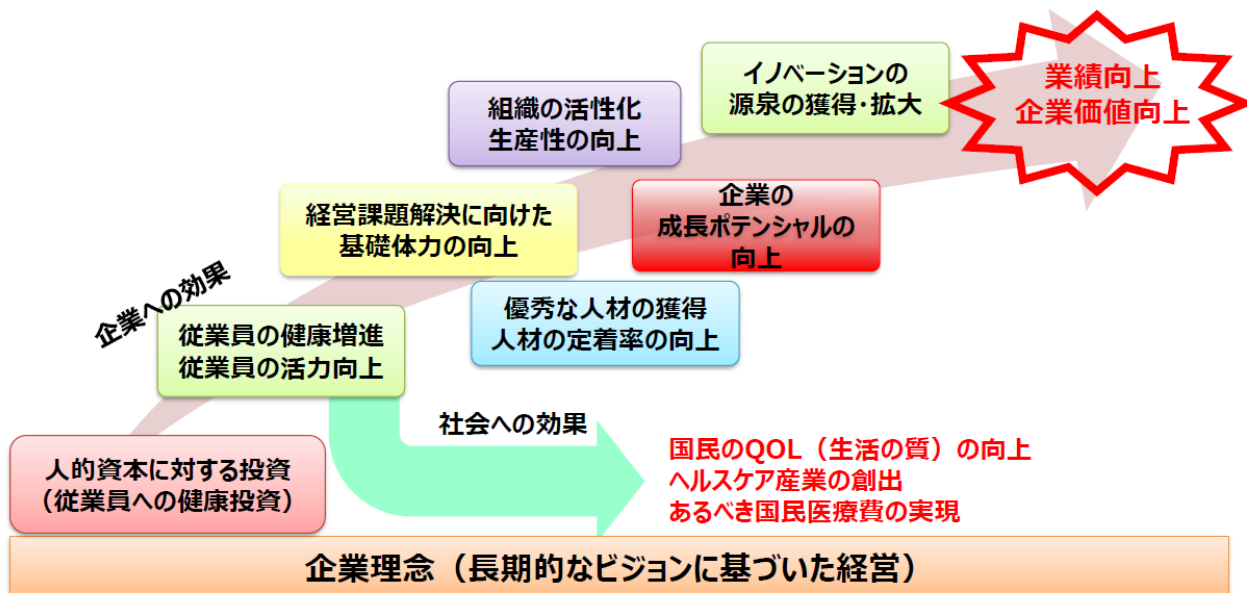 イノベーションの
源泉の獲得・拡大
業績向上
企業価値向上
組織の活性化
生産性の向上
経営課題解決に向けた
基礎体力の向上
企業の
成長ポテンシャルの
向上
企業への効果
従業員の健康増進
従業員の活力向上
優秀な人材の獲得
人材の定着率の向上
社会への効果
人的資本に対する投資
（従業員への健康投資）
国民のQOL（生活の質）の向上
ヘルスケア産業の創出
あるべき国民医療費の実現
企業理念（長期的なビジョンに基づいた経営）